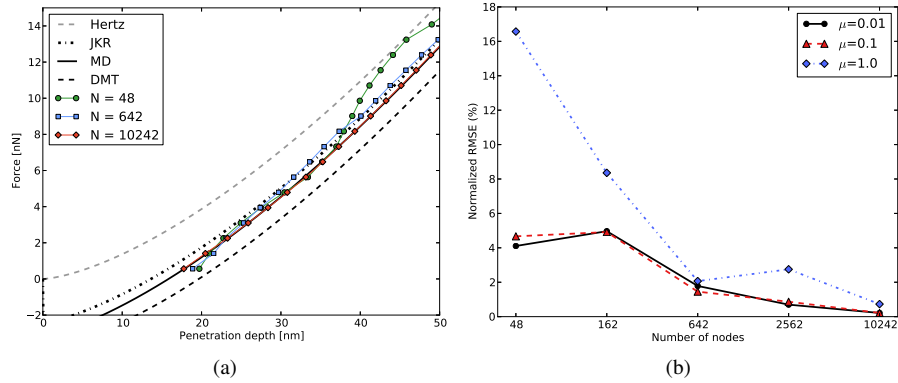 (a)
Force [nN]
14
12
10
8
6
4
2
0
−2
0
10
20
30
40
50
Penetration depth [nm]
Hertz
JKR
MD
DMT
N = 48
N = 642
N = 10242
(a)
(b)
Normalized RMSE (%)
18
16
14
12
10
8
6
4
2
0
48
162
642
2562
10242
Number of nodes
μ=0.01
μ=0.1
μ=1.0
(b)